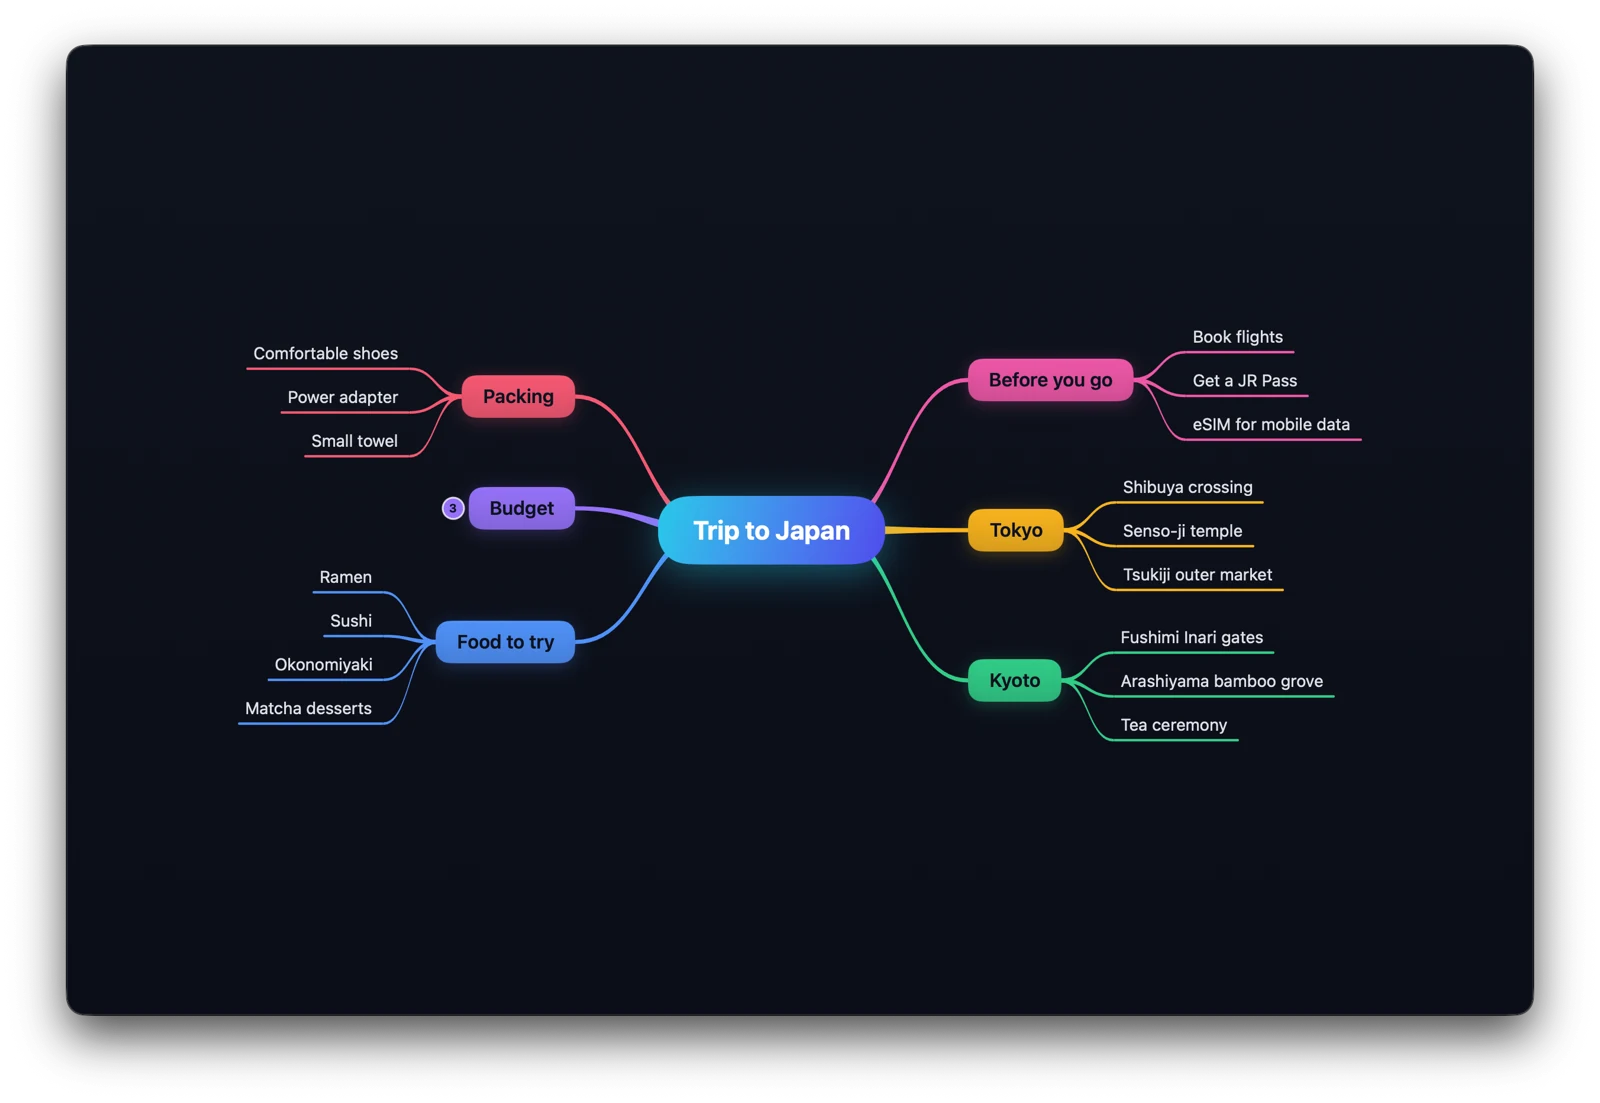 Trip to Japan
Before you go
Book flights
Get a JR Pass
eSIM for mobile data
Tokyo
Shibuya crossing
Senso-ji temple
Tsukiji outer market
Kyoto
Fushimi Inari gates
Arashiyama bamboo grove
Tea ceremony
Packing
Comfortable shoes
Power adapter
Small towel
Budget
3
Food to try
Ramen
Sushi
Okonomiyaki
Matcha desserts